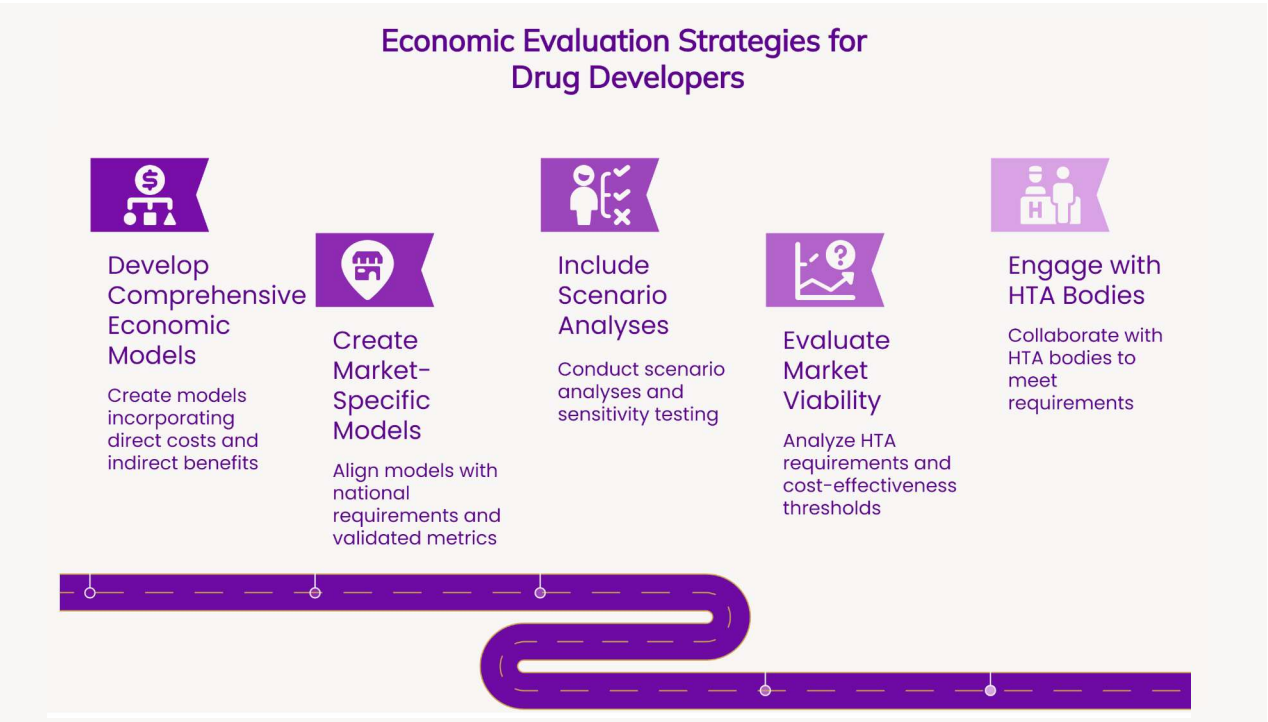 Economic Evaluation Strategies for
Drug Developers
$
Develop
Comprehensive
Economic
Models
Create models
incorporating
direct costs and
indirect benefits
Create
Market-
Specific
Models
Align models with
national
requirements and
validated metrics
Include
Scenario
Analyses
Conduct scenario
analyses and
sensitivity testing
?
Evaluate
Market
Viability
Analyze HTA
requirements and
cost-effectiveness
thresholds
H
Engage with
HTA Bodies
Collaborate with
HTA bodies to
meet
requirements